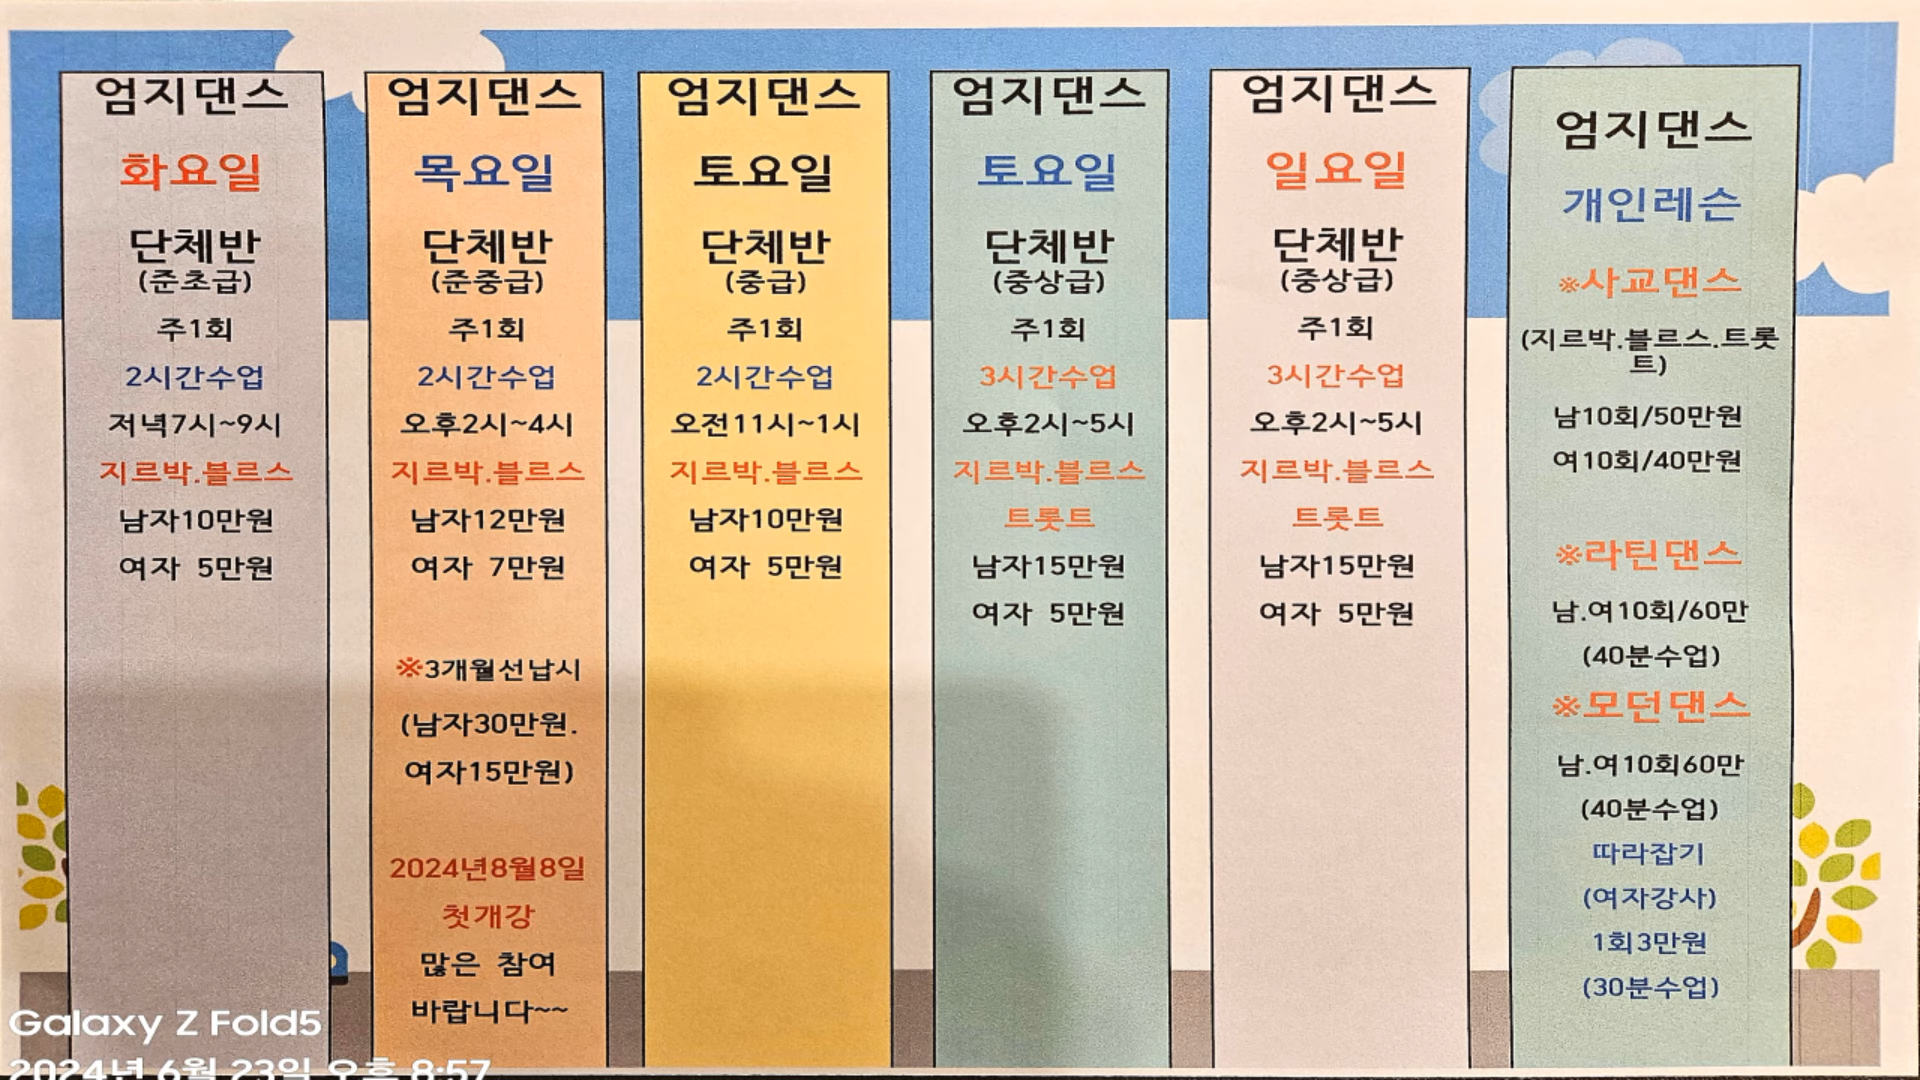 엄지댄스
화요일
단체반
(준초급)
주1회
2시간수업
저녁7시~9시
지르박.블르스
남자10만원
여자 5만원
엄지댄스
목요일
단체반
(준중급)
주1회
2시간수업
오후2시~4시
지르박.블르스
남자12만원
여자 7만원
※3개월선납시
(남자30만원.
여자15만원)
2024년8월8일
첫개강
많은 참여
바랍니다~~
엄지댄스
토요일
단체반
(중급)
주1회
2시간수업
오전11시~1시
지르박.블르스
남자10만원
여자 5만원
엄지댄스
토요일
단체반
(중상급)
주1회
3시간수업
오후2시~5시
지르박.블르스
트롯트
남자15만원
여자 5만원
엄지댄스
일요일
단체반
(중상급)
주1회
3시간수업
오후2시~5시
지르박.블르스
트롯트
남자15만원
여자 5만원
엄지댄스
개인레슨
※사교댄스
(지르박.블르스.트롯
트)
남10회/50만원
여10회/40만원
※라틴댄스
남.여10회/60만
(40분수업)
※모던댄스
남.여10회60만
(40분수업)
따라잡기
(여자강사)
1회3만원
(30분수업)
Galaxy Z Fold5
2024년 6월 23일 오후 8:57